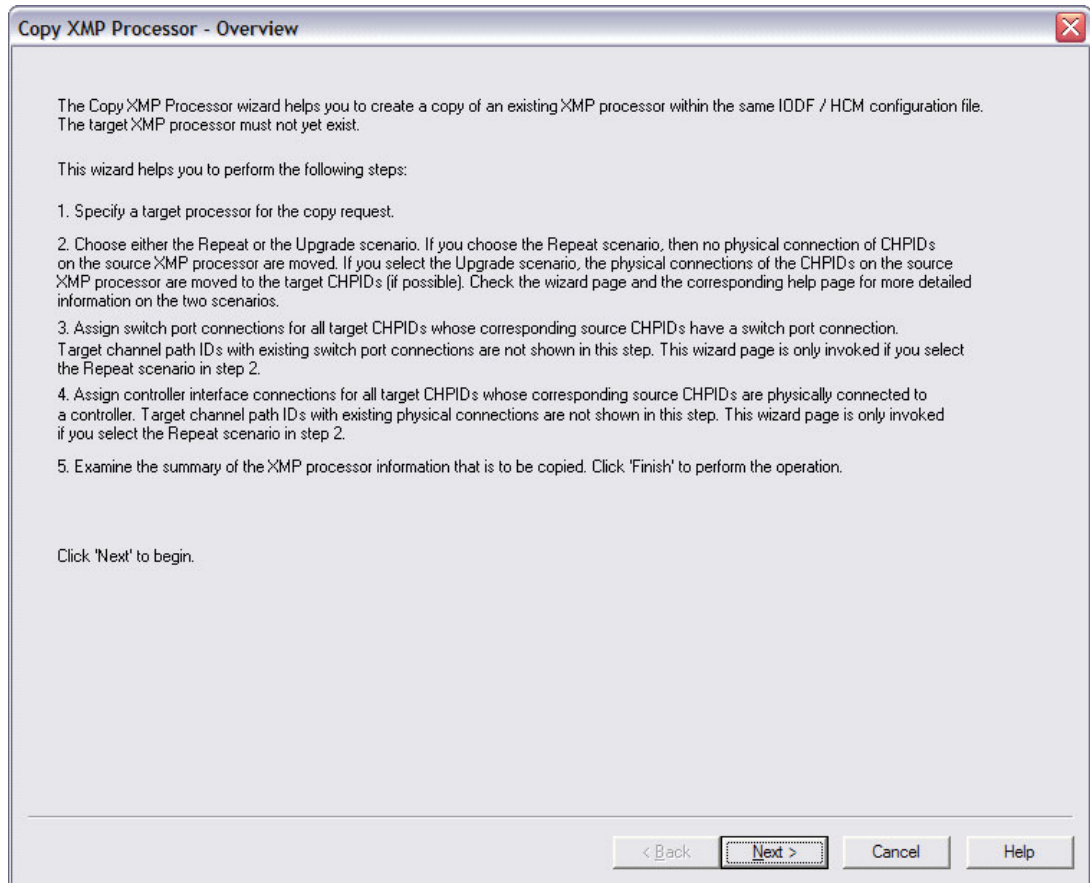 Copy XMP Processor - Overview
The Copy XMP Processor wizard helps you to create a copy of an existing XMP processor within the same IODF / HCM configuration file.
The target XMP processor must not yet exist.
This wizard helps you to perform the following steps:
1. Specify a target processor for the copy request.
2. Choose either the Repeat or the Upgrade scenario. If you choose the Repeat scenario, then no physical connection of CHPIDs
on the source XMP processor are moved. If you select the Upgrade scenario, the physical connections of the CHPIDs on the source
XMP processor are moved to the target CHPIDs (if possible). Check the wizard page and the corresponding help page for more detailed
information on the two scenarios.
3. Assign switch port connections for all target CHPIDs whose corresponding source CHPIDs have a switch port connection.
Target channel path IDs with existing switch port connections are not shown in this step. This wizard page is only invoked if you select
the Repeat scenario in step 2.
4. Assign controller interface connections for all target CHPIDs whose corresponding source CHPIDs are physically connected to
a controller. Target channel path IDs with existing physical connections are not shown in this step. This wizard page is only invoked
if you select the Repeat scenario in step 2.
5. Examine the summary of the XMP processor information that is to be copied. Click 'Finish' to perform the operation.
Click 'Next' to begin.
< Back Next > Cancel Help